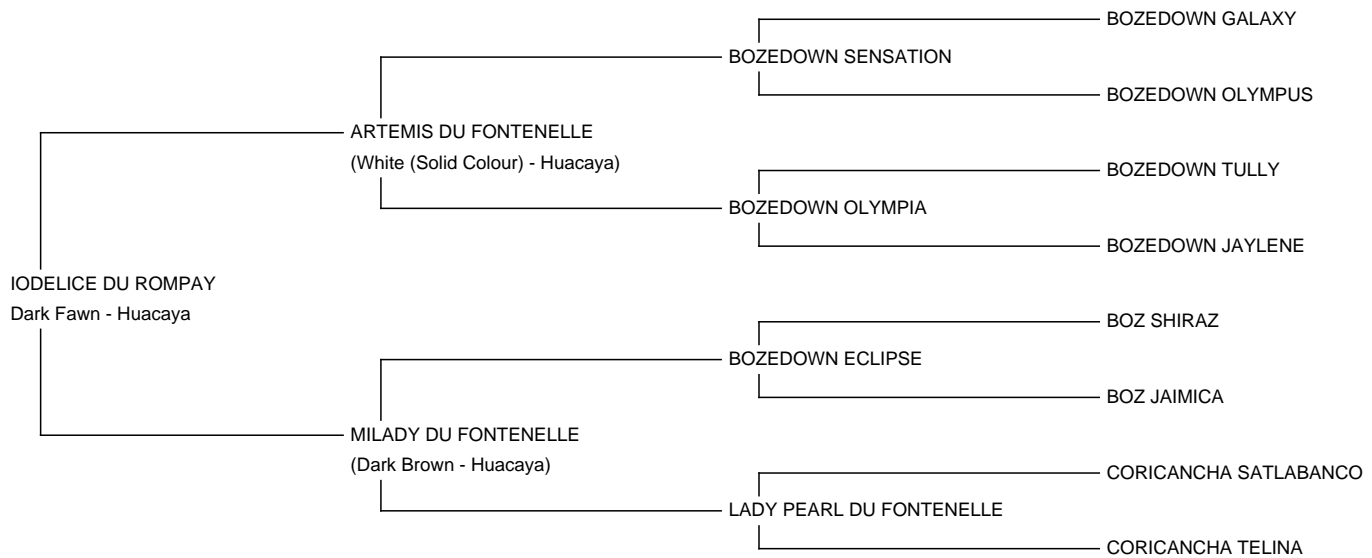 BOZEDOWN GALAXY
BOZEDOWN SENSATION
BOZEDOWN OLYMPUS
ARTEMIS DU FONTENELLE
(White (Solid Colour) - Huacaya)
BOZEDOWN TULLY
BOZEDOWN OLYMPIA
BOZEDOWN JAYLENE
IODELICE DU ROMPAY
Dark Fawn - Huacaya
BOZ SHIRAZ
BOZEDOWN ECLIPSE
BOZ JAIMICA
MILADY DU FONTENELLE
(Dark Brown - Huacaya)
CORICANCHA SATLABANCO
LADY PEARL DU FONTENELLE
CORICANCHA TELINA